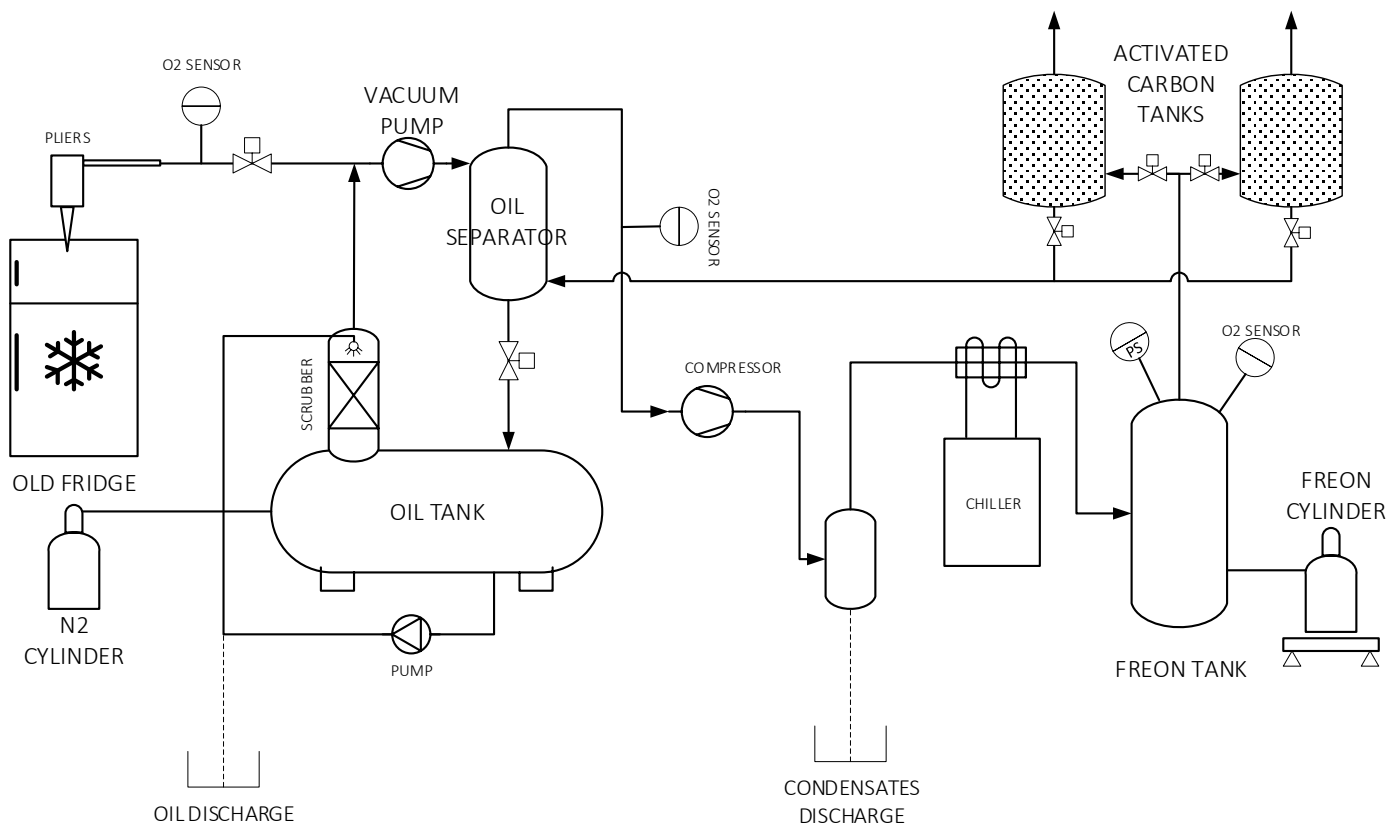 O2 SENSOR
VACUUM
PUMP
PLIERS
ACTIVATED
CARBON
TANKS
OIL
SEPARATOR
O2 SENSOR
PS
O2 SENSOR
SCRUBBER
COMPRESSOR
OLD FRIDGE
OIL TANK
CHILLER
FREON
CYLINDER
N2
CYLINDER
PUMP
FREON TANK
OIL DISCHARGE
CONDENSATES
DISCHARGE